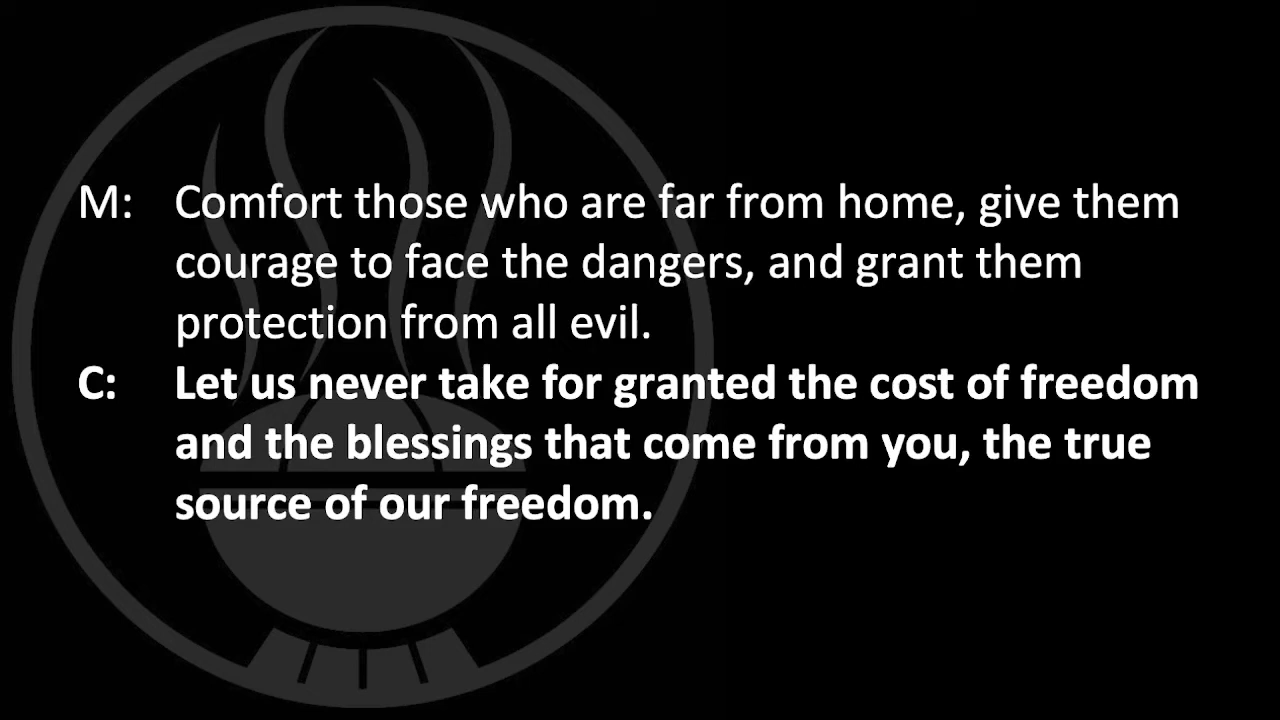 M: Comfort those who are far from home, give them
courage to face the dangers, and grant them
protection from all evil.
C: Let us never take for granted the cost of freedom
and the blessings that come from you, the true
source of our freedom.